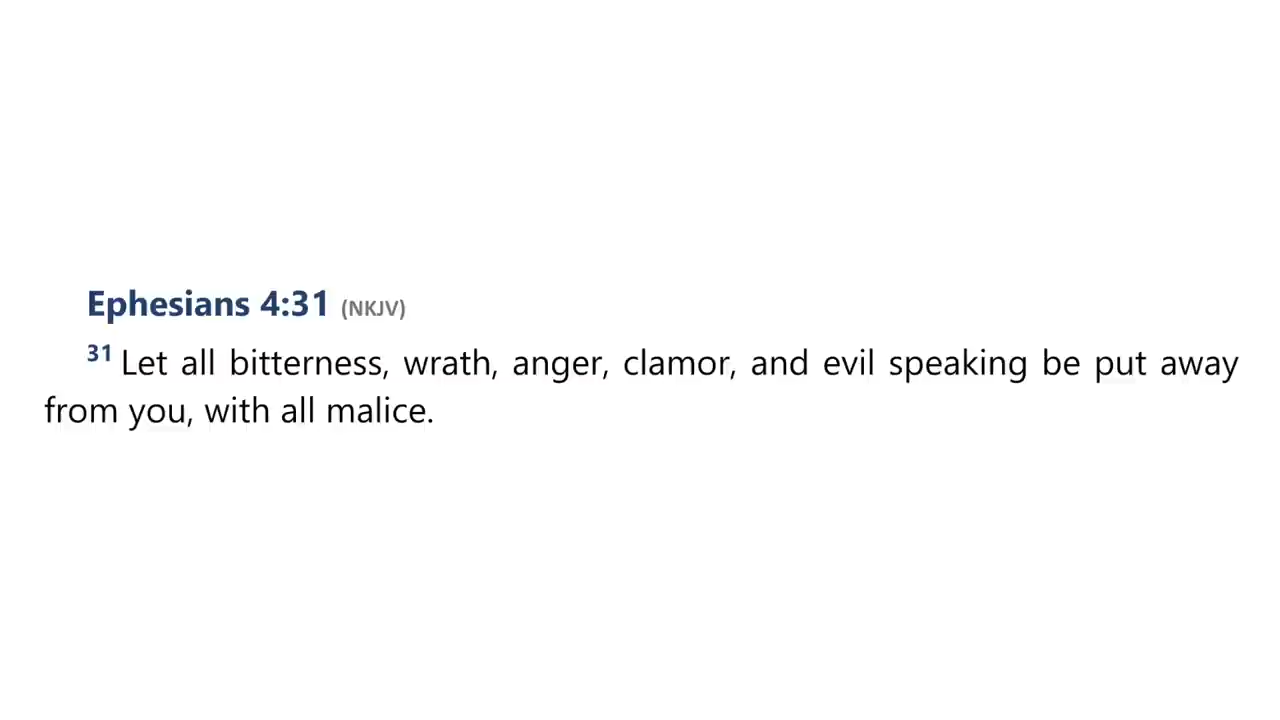 Ephesians 4:31 (NKJV)
31 Let all bitterness, wrath, anger, clamor, and evil speaking be put away
from you, with all malice.